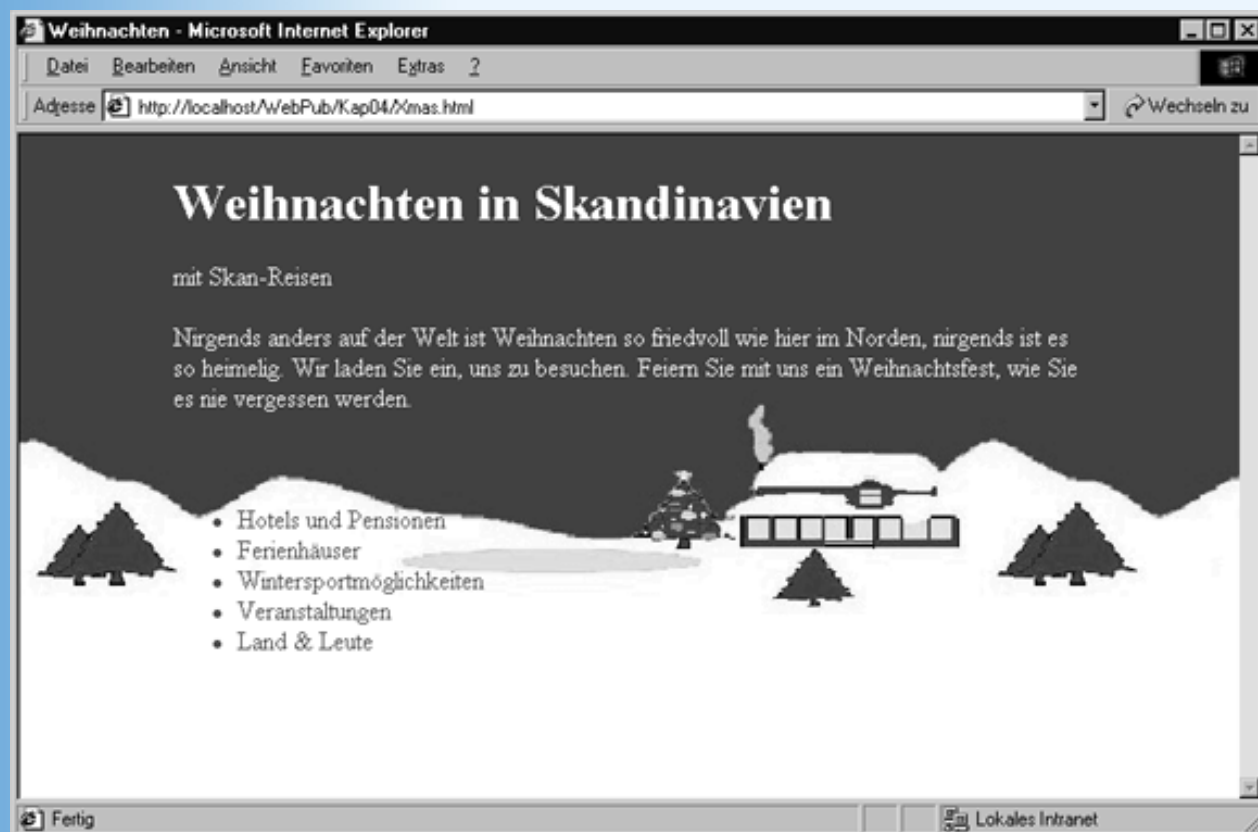 Weihnachten - Microsoft Internet Explorer
Datei Bearbeiten Ansicht Favoriten Extras ?
Adresse http://localhost/WebPub/Kap04/Xmas.html Wechseln zu
Weihnachten in Skandinavien
mit Skan-Reisen
Nirgends anders auf der Welt ist Weihnachten so friedvoll wie hier im Norden, nirgends ist es
so heimelig. Wir laden Sie ein, uns zu besuchen. Feiern Sie mit uns ein Weihnachtsfest, wie Sie
es nie vergessen werden.
• Hotels und Pensionen
• Ferienhäuser
• Wintersportmöglichkeiten
• Veranstaltungen
• Land & Leute
Fertig Lokales Intranet